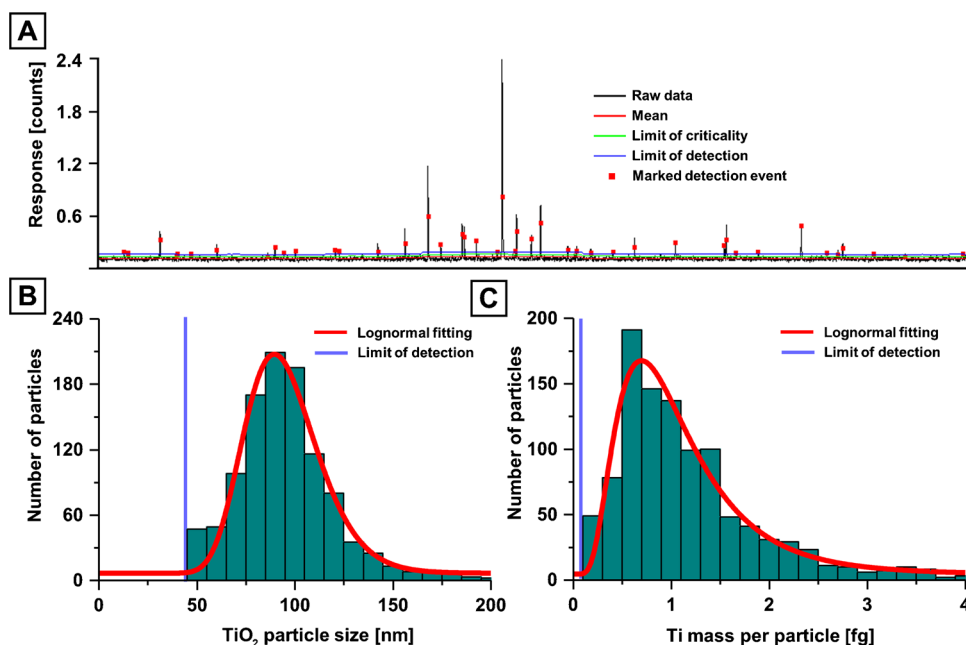 A
Response [counts]
2.4
1.8
1.2
0.6
Raw data
Mean
Limit of criticality
Limit of detection
Marked detection event
B
Number of particles
240
180
120
60
0
Lognormal fitting
Limit of detection
0
50
100
150
200
TiO₂ particle size [nm]
C
Number of particles
200
150
100
50
0
Lognormal fitting
Limit of detection
0
1
2
3
4
Ti mass per particle [fg]